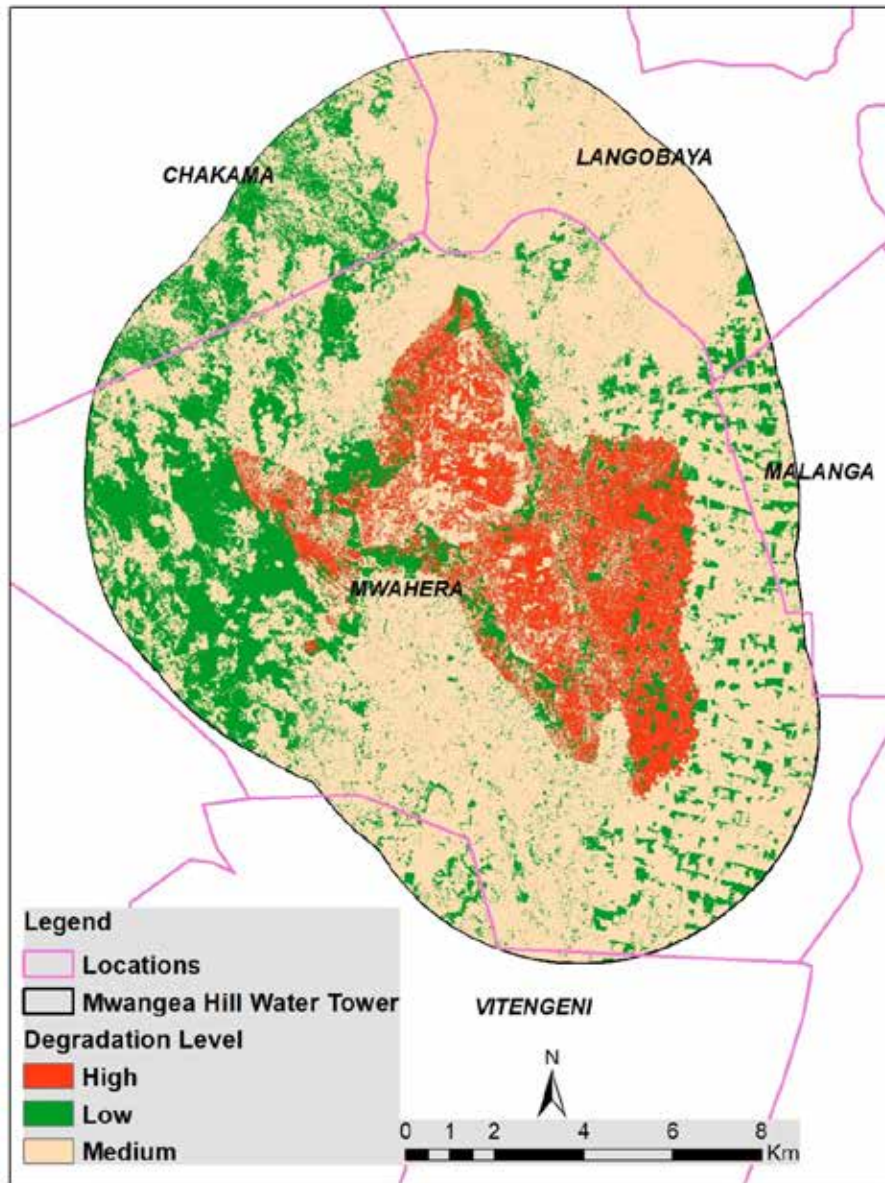 CHAKAMA
LANGOBAYA
MALANGA
MWAHERA
VITENGENI
Legend
Locations
Mwangea Hill Water Tower
Degradation Level
High
Low
Medium
N
0 1 2 4 6 8
Km